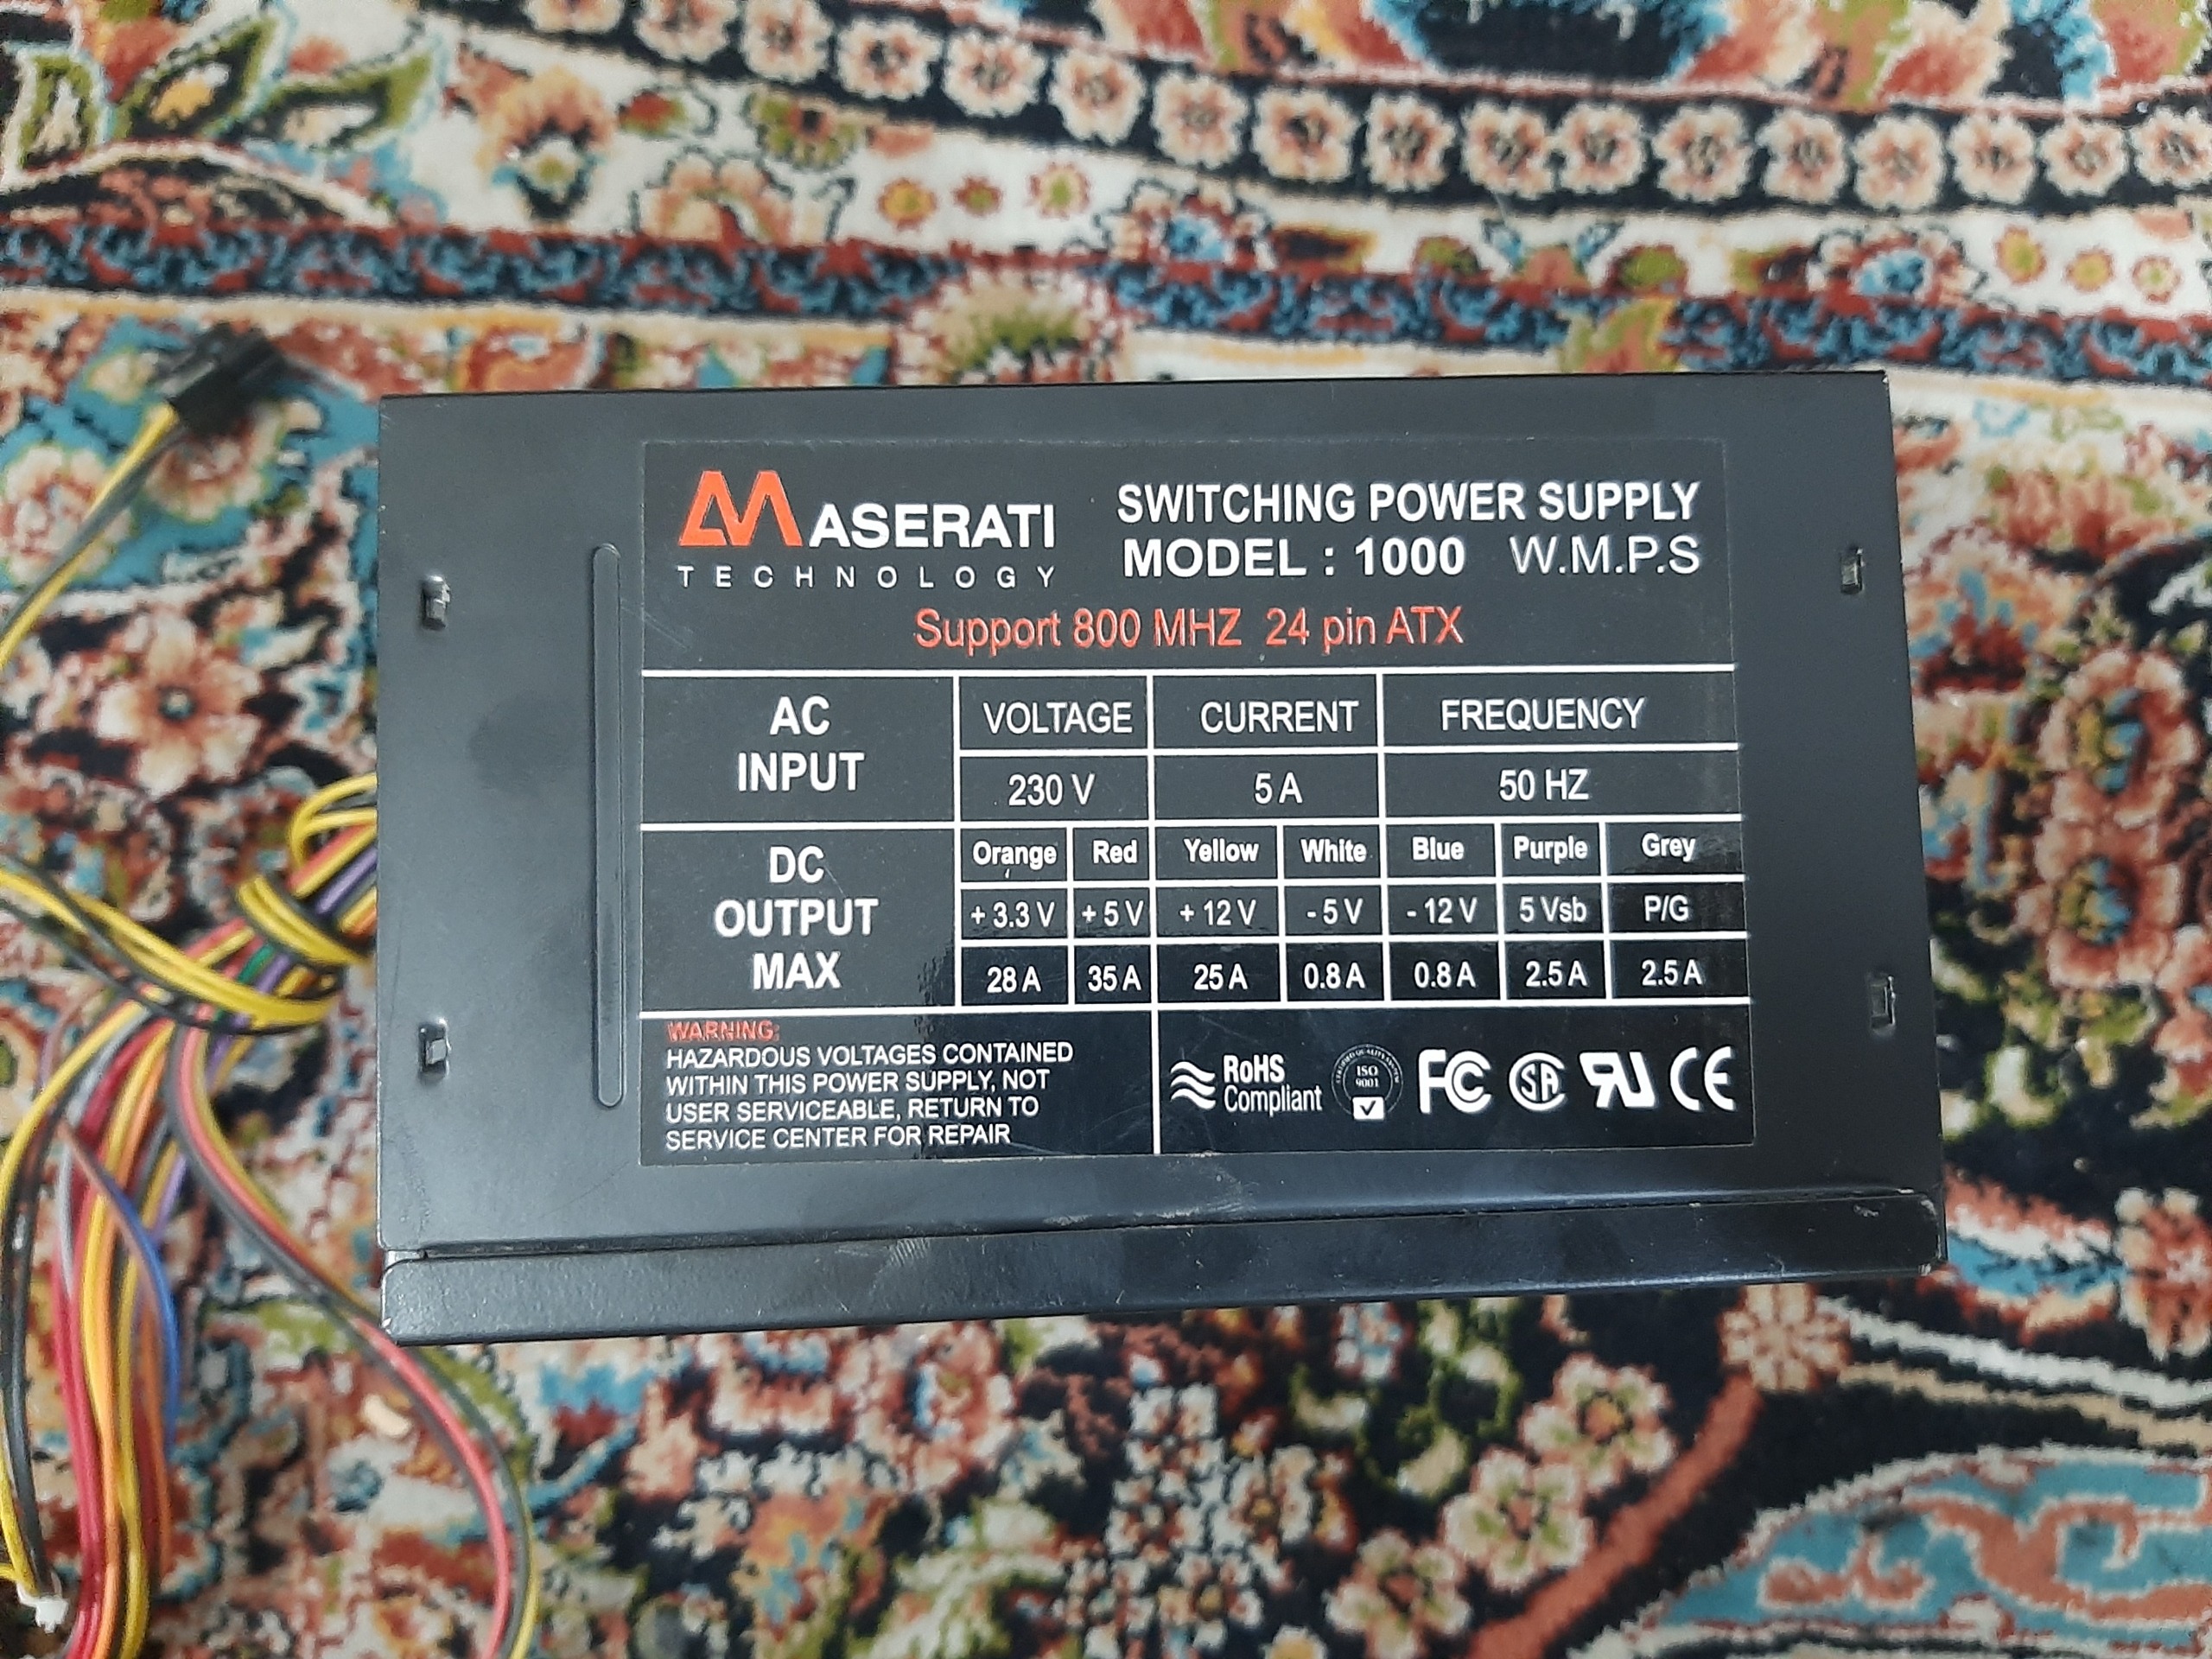 MASERATI
TECHNOLOGY
SWITCHING POWER SUPPLY
MODEL : 1000 W.M.P.S
Support 800 MHZ 24 pin ATX
AC INPUT
VOLTAGE CURRENT FREQUENCY
230 V 5 A 50 HZ
DC OUTPUT MAX
Orange Red Yellow White Blue Purple Grey
+ 3.3 V + 5 V + 12 V - 5 V - 12 V 5 Vsb P/G
28 A 35 A 25 A 0.8 A 0.8 A 2.5 A 2.5 A
WARNING:
HAZARDOUS VOLTAGES CONTAINED
WITHIN THIS POWER SUPPLY, NOT
USER SERVICEABLE, RETURN TO
SERVICE CENTER FOR REPAIR
RoHS
Compliant
ISO
9001
FC SA RU CE